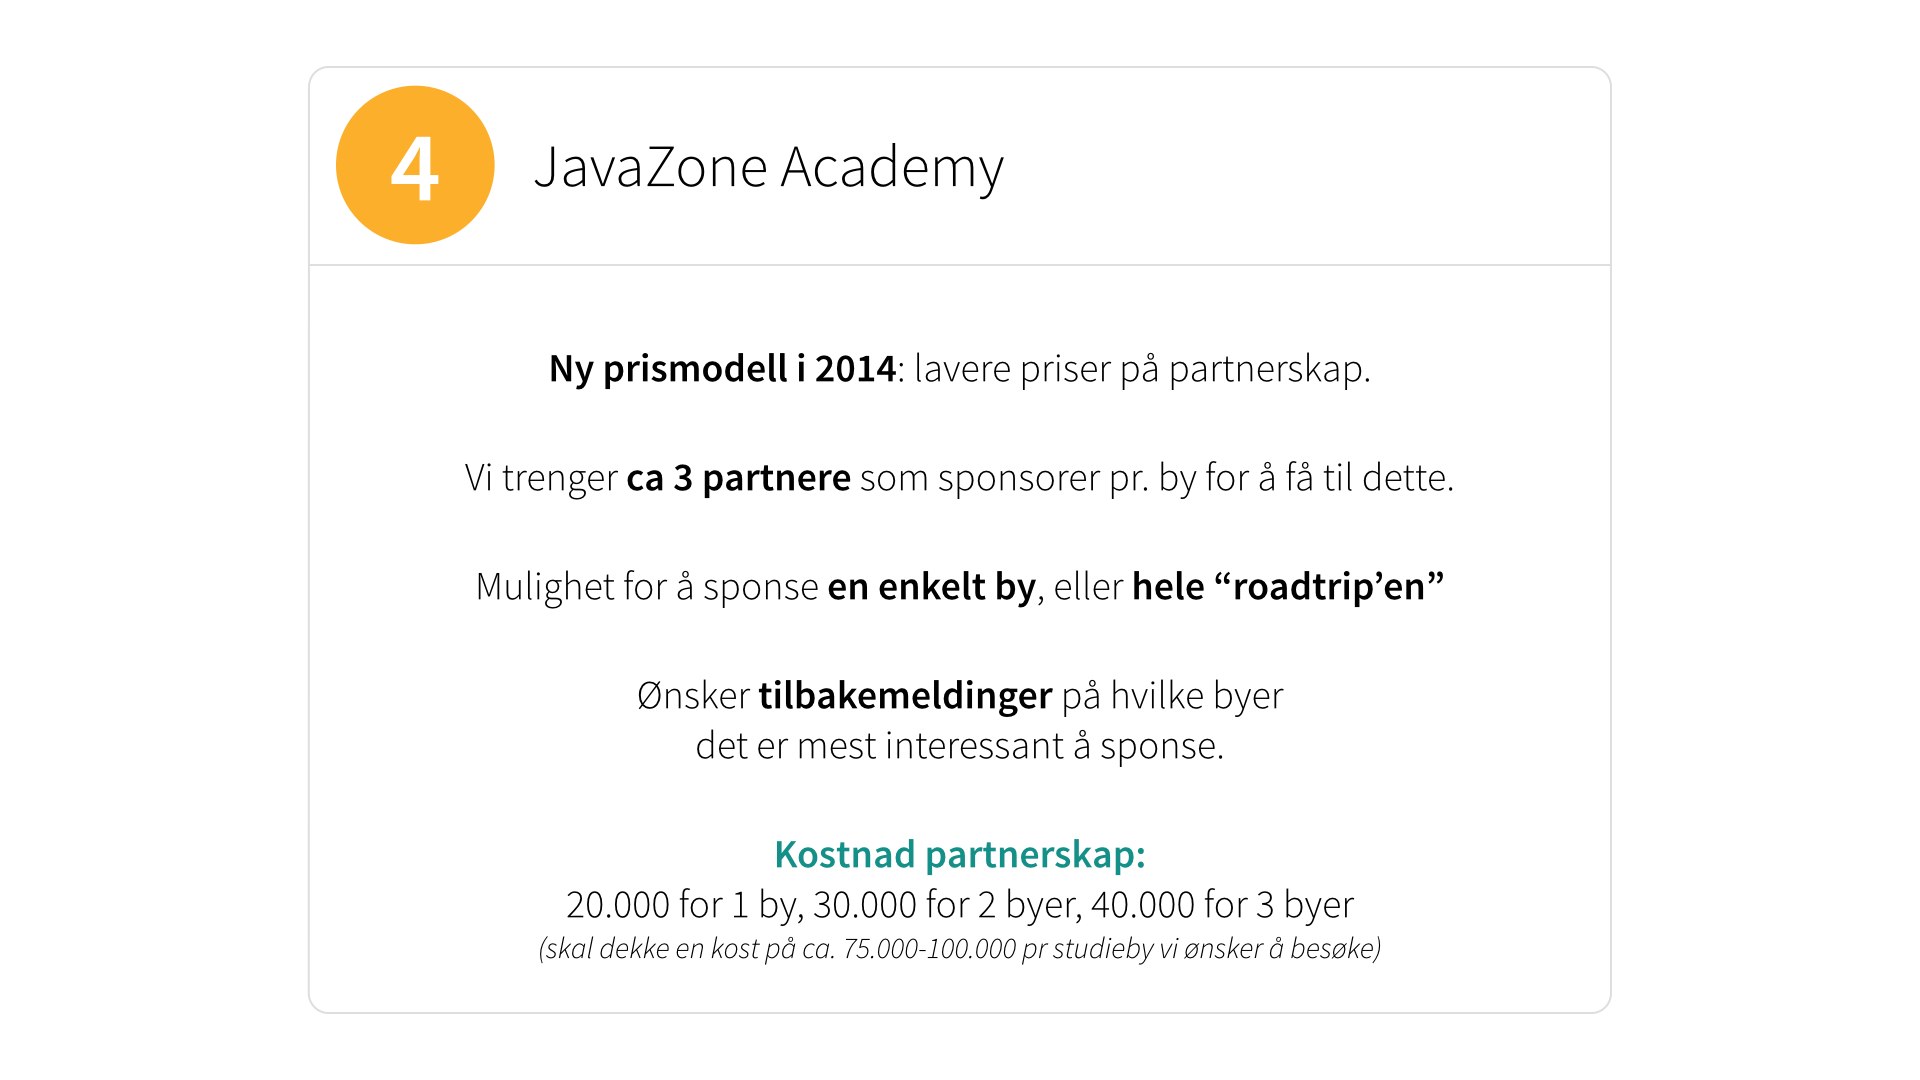 4
JavaZone Academy
Ny prismodell i 2014: lavere priser på partnerskap.
Vi trenger ca 3 partnere som sponsorer pr. by for å få til dette.
Mulighet for å sponse en enkelt by, eller hele “roadtrip’en”
Ønsker tilbakemeldinger på hvilke byer
det er mest interessant å sponse.
Kostnad partnerskap:
20.000 for 1 by, 30.000 for 2 byer, 40.000 for 3 byer
(skal dekke en kost på ca. 75.000-100.000 pr studieby vi ønsker å besøke)